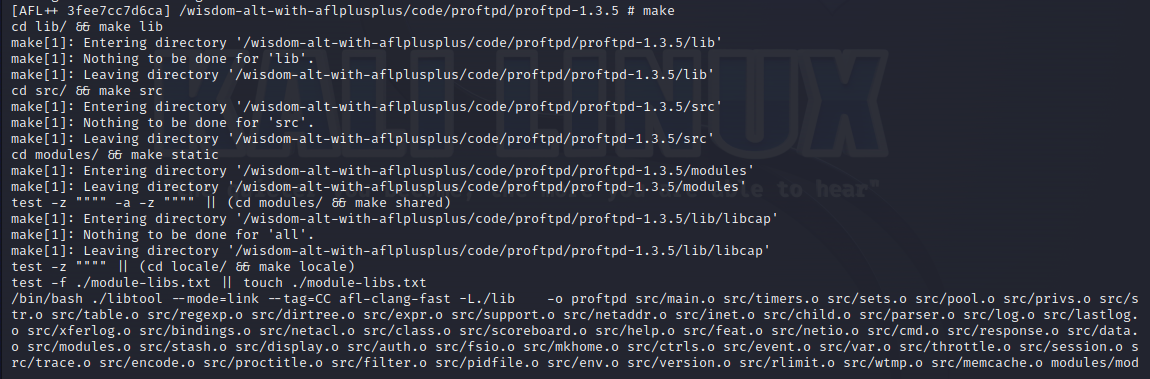 [AFL++ 3fee7cc7d6ca] /wisdom-alt-with-aflplusplus/code/proftpd/proftpd-1.3.5 # make
cd lib/ && make lib
make[1]: Entering directory '/wisdom-alt-with-aflplusplus/code/proftpd/proftpd-1.3.5/lib'
make[1]: Nothing to be done for 'lib'.
make[1]: Leaving directory '/wisdom-alt-with-aflplusplus/code/proftpd/proftpd-1.3.5/lib'
cd src/ && make src
make[1]: Entering directory '/wisdom-alt-with-aflplusplus/code/proftpd/proftpd-1.3.5/src'
make[1]: Nothing to be done for 'src'.
make[1]: Leaving directory '/wisdom-alt-with-aflplusplus/code/proftpd/proftpd-1.3.5/src'
cd modules/ && make static
make[1]: Entering directory '/wisdom-alt-with-aflplusplus/code/proftpd/proftpd-1.3.5/modules'
make[1]: Leaving directory '/wisdom-alt-with-aflplusplus/code/proftpd/proftpd-1.3.5/modules'
test -z """" -a -z """" || (cd modules/ && make shared)
make[1]: Entering directory '/wisdom-alt-with-aflplusplus/code/proftpd/proftpd-1.3.5/lib/libcap'
make[1]: Nothing to be done for 'all'.
make[1]: Leaving directory '/wisdom-alt-with-aflplusplus/code/proftpd/proftpd-1.3.5/lib/libcap'
test -z """" || (cd locale/ && make locale)
test -f ./module-libs.txt || touch ./module-libs.txt
/bin/bash ./libtool --mode=link --tag=CC afl-clang-fast -L./lib    -o proftpd src/main.o src/timers.o src/sets.o src/pool.o src/privs.o src/s
tr.o src/table.o src/regexp.o src/dirtree.o src/expr.o src/support.o src/netaddr.o src/inet.o src/child.o src/parser.o src/log.o src/lastlog.
o src/xferlog.o src/bindings.o src/netacl.o src/class.o src/scoreboard.o src/help.o src/feat.o src/netio.o src/cmd.o src/response.o src/data.
o src/modules.o src/stash.o src/display.o src/auth.o src/fsio.o src/mkhome.o src/ctrls.o src/event.o src/var.o src/throttle.o src/session.o s
rc/trace.o src/encode.o src/proctitle.o src/filter.o src/pidfile.o src/env.o src/version.o src/rlimit.o src/wtmp.o src/memcache.o modules/mod
KALI LINUX
able to hear"